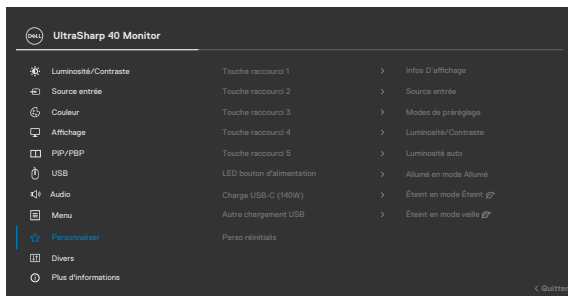 DELL UltraSharp 40 Monitor
Luminosité/Contraste Touche raccourci 1 > Infos D'affichage
Source entrée Touche raccourci 2 > Source entrée
Couleur Touche raccourci 3 > Modes de préréglage
Affichage Touche raccourci 4 > Luminosité/Contraste
PIP/PBP Touche raccourci 5 > Luminosité auto
USB LED bouton d'alimentation > Allumé en mode Allumé
Audio Charge USB-C (140W) > Éteint en mode Éteint
Menu Autre chargement USB > Éteint en mode veille
Personnaliser Perso réinitialis
Divers
Plus d'informations
< Quitter